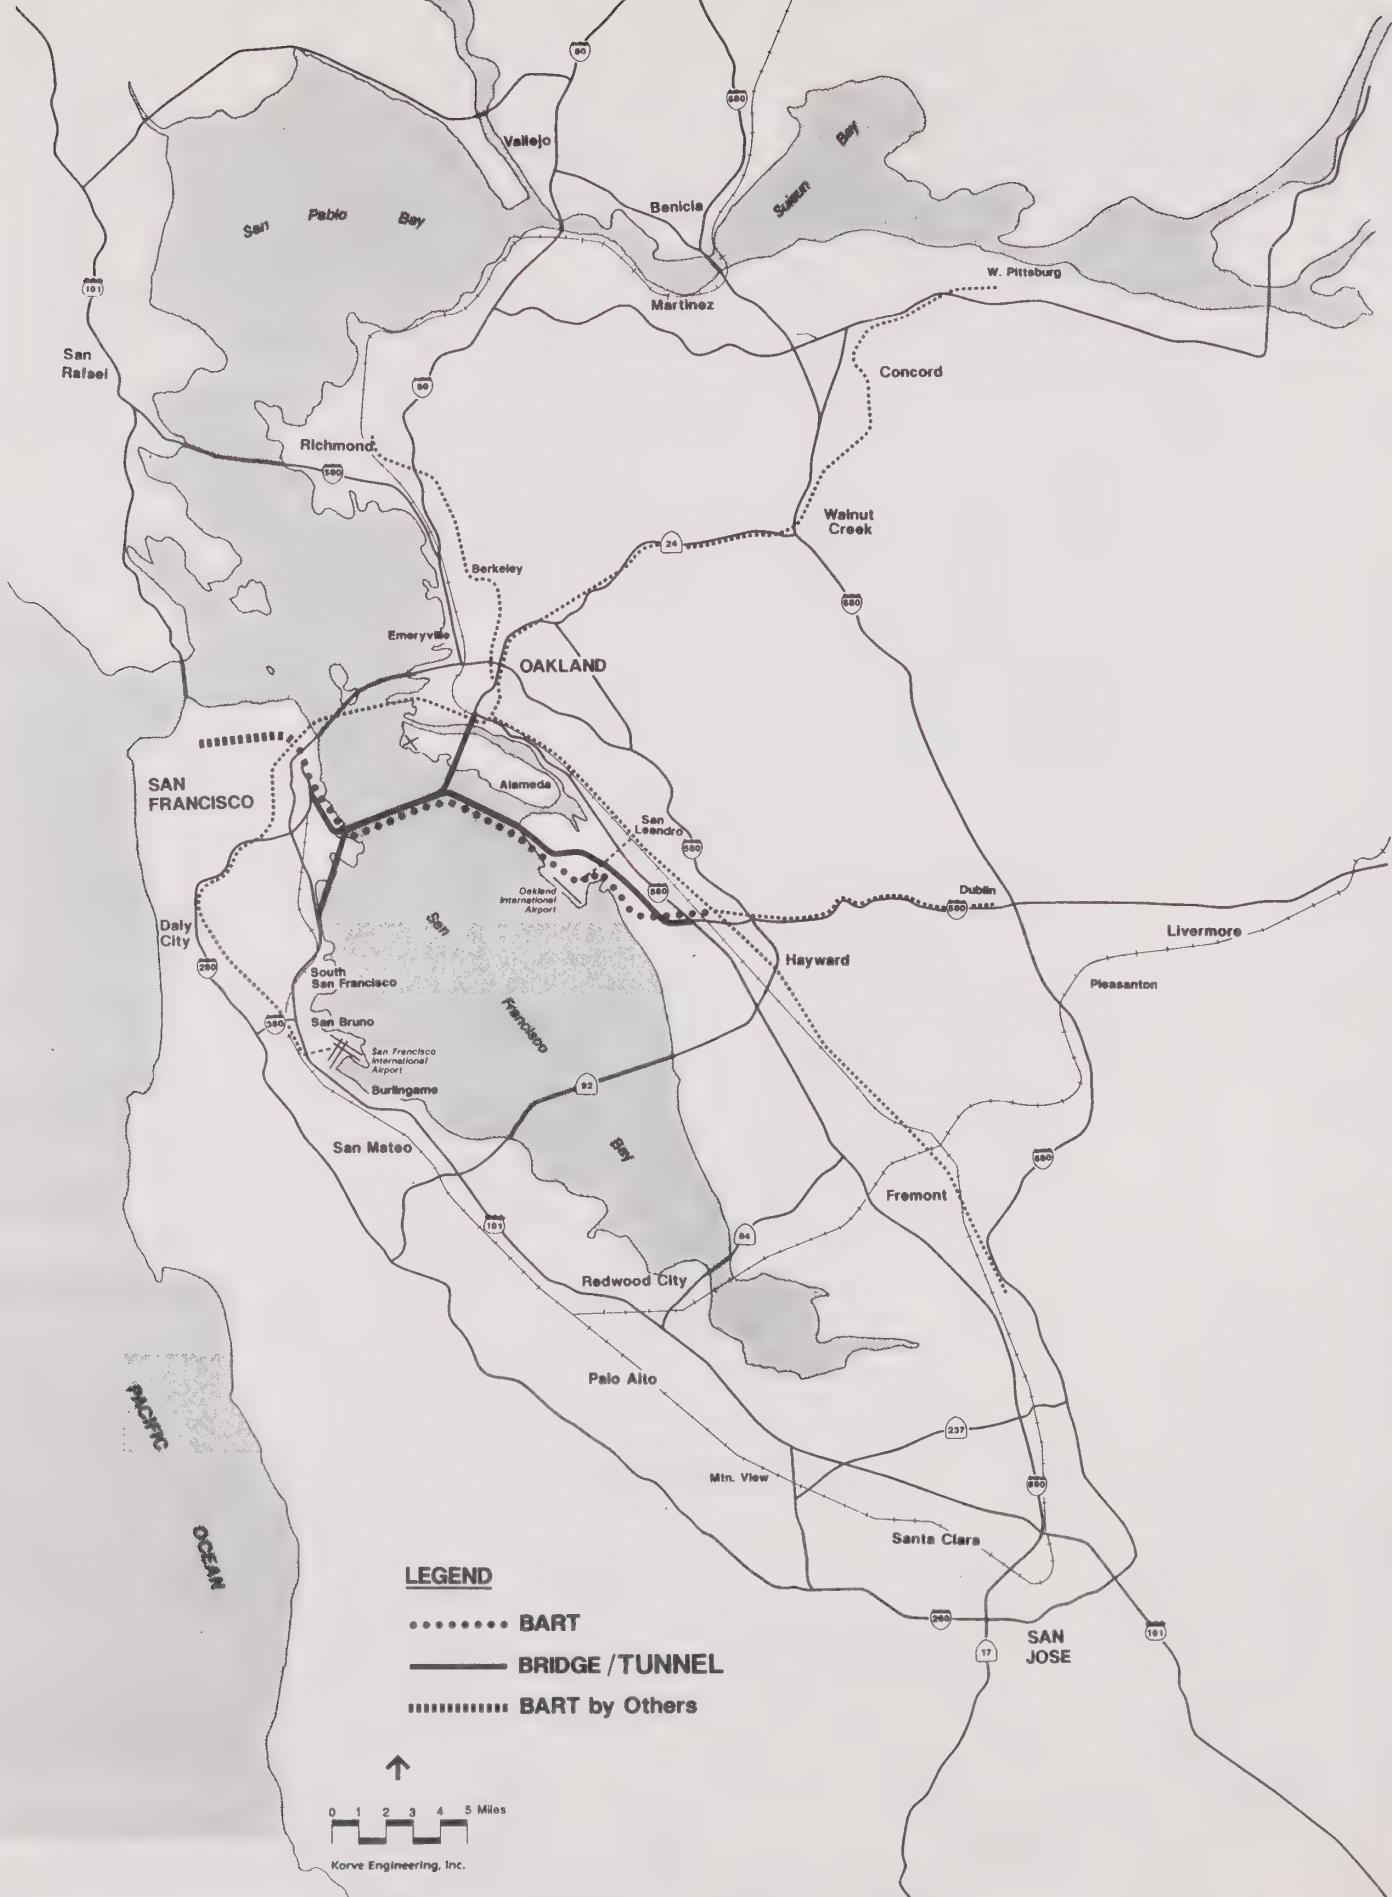 80
680
Vallejo
Bay
Suisun
Benicia
San Pablo Bay
W. Pittsburg
101
Martinez
San
Rafael
80
Concord
Richmond
580
Walnut
Creek
24
Berkeley
680
Emeryville
OAKLAND
SAN
FRANCISCO
Alameda
San
Leandro
580
Oakland
International
Airport
880
Dublin
580
San
Daly
City
Livermore
Hayward
280
South
San Francisco
Pleasanton
Francisco
380
San Bruno
San Francisco
International
Airport
Burlingame
92
San Mateo
Bay
680
Fremont
101
84
Redwood City
Palo Alto
PACIFIC
237
Mtn. View
880
Santa Clara
OCEAN
LEGEND
BART
BRIDGE / TUNNEL
BART by Others
280
SAN
JOSE
101
17
0 1 2 3 4 5 Miles
Korve Engineering, Inc.